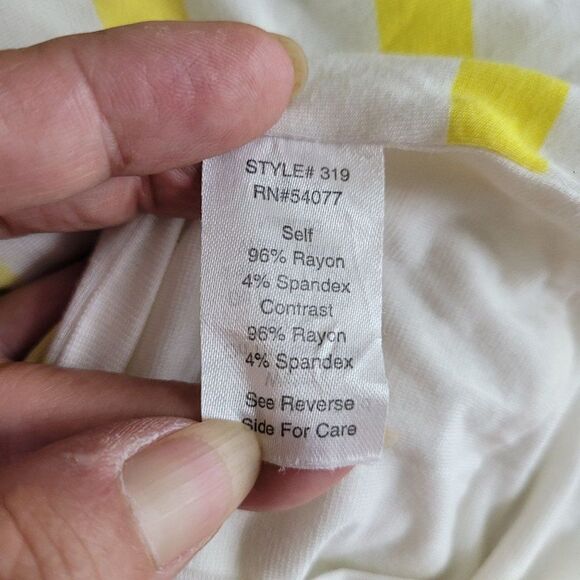 STYLE# 319
RN#54077
Self
96% Rayon
4% Spandex
Contrast
96% Rayon
4% Spandex
See Reverse
Side For Care